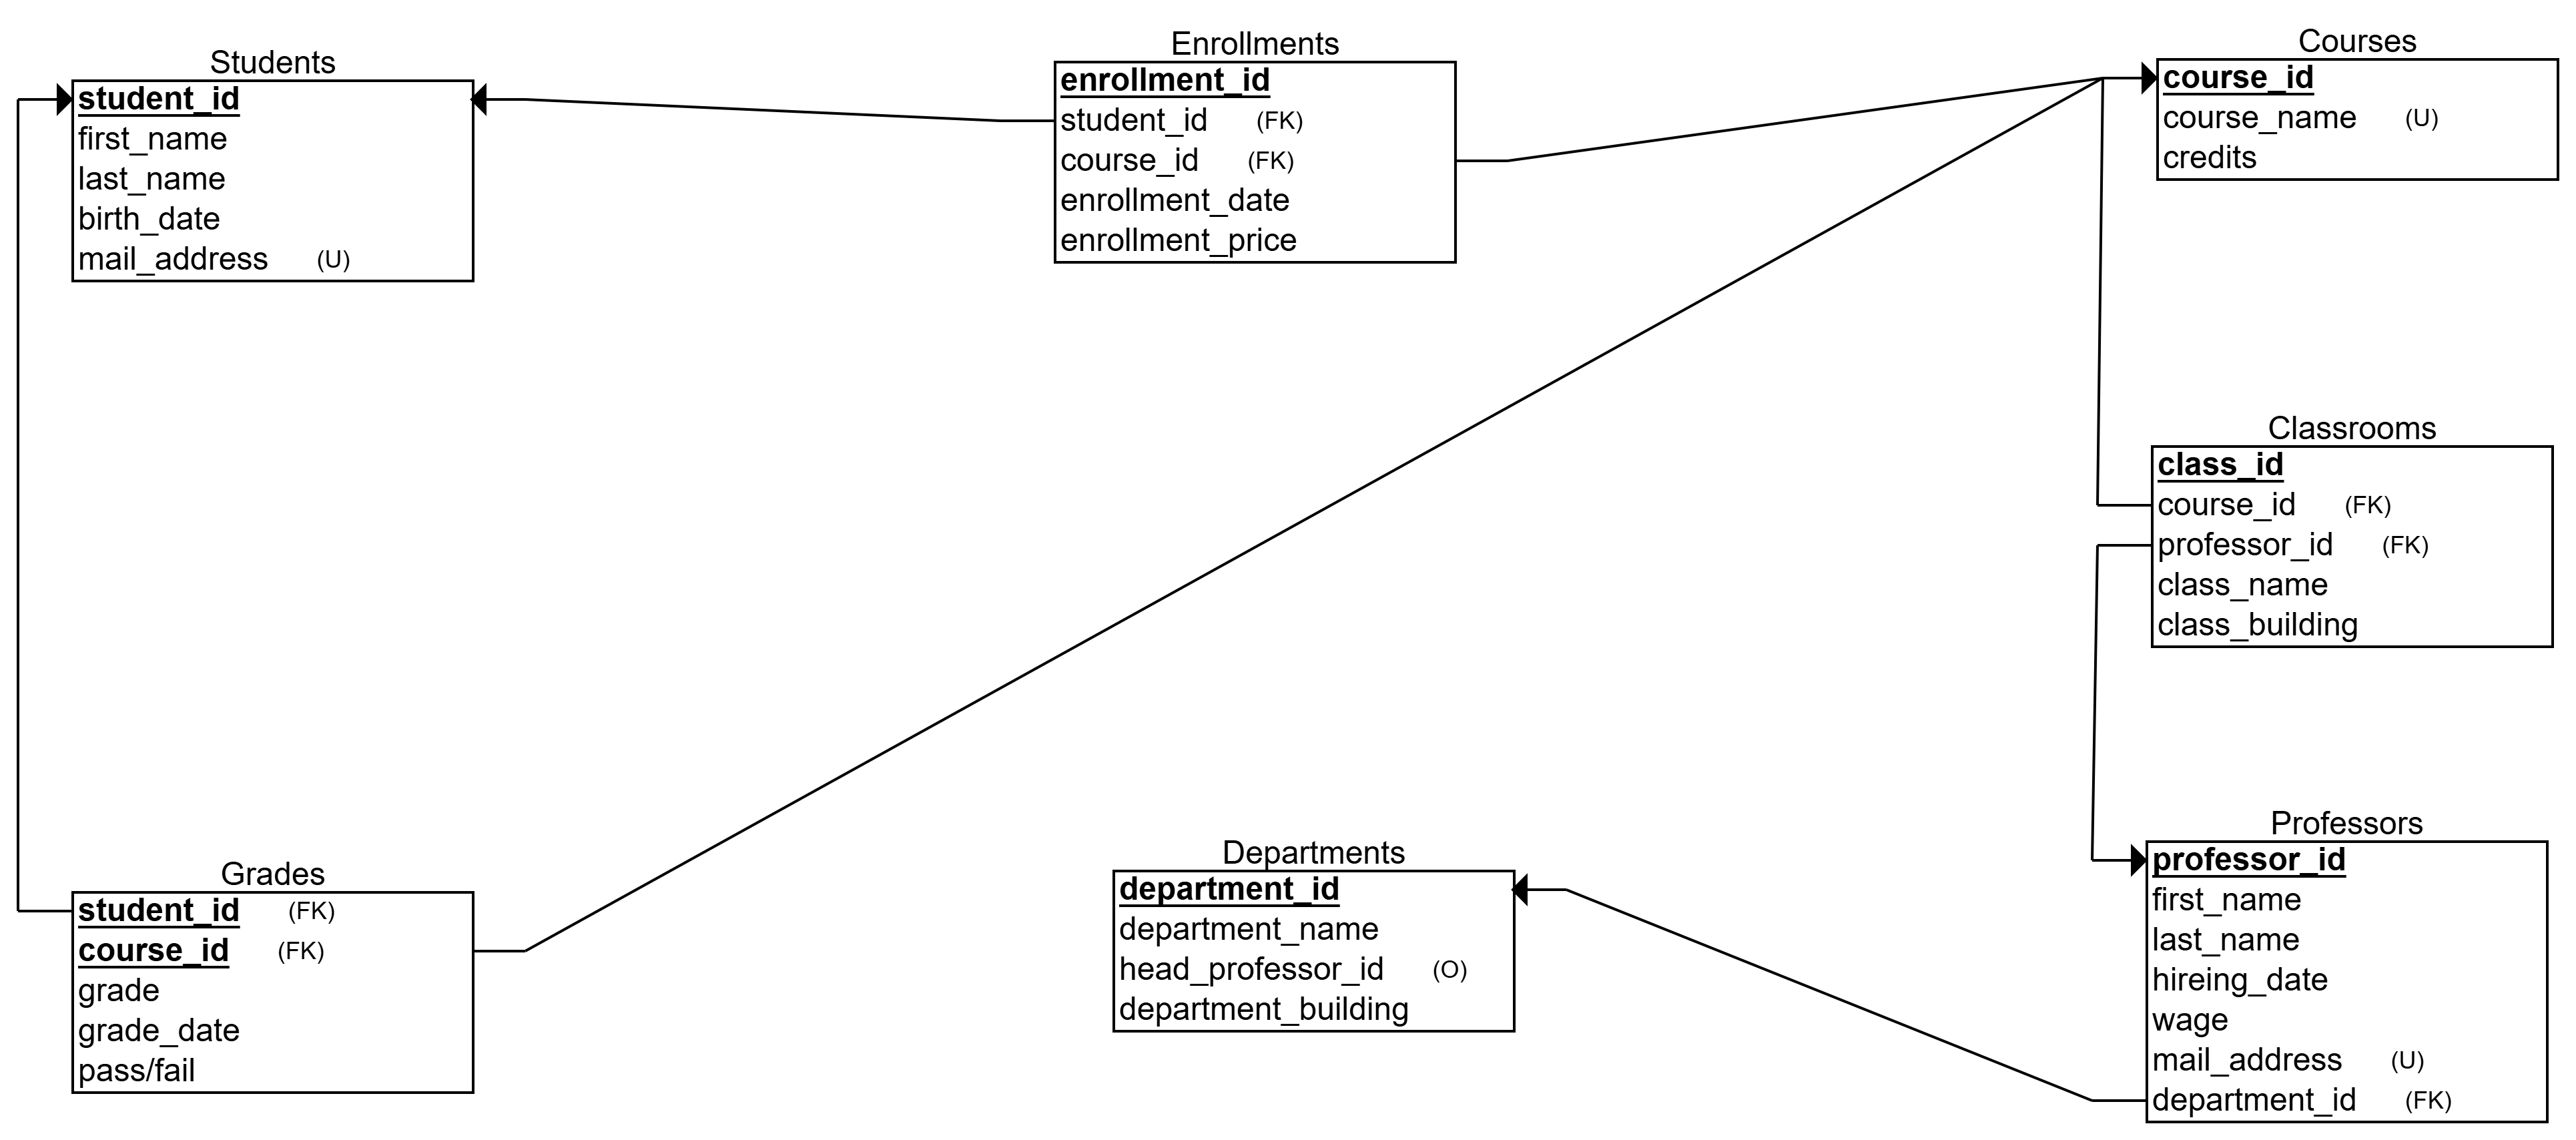 Students
student_id
first_name
last_name
birth_date
mail_address (U)
Enrollments
enrollment_id
student_id (FK)
course_id (FK)
enrollment_date
enrollment_price
Courses
course_id
course_name (U)
credits
Classrooms
class_id
course_id (FK)
professor_id (FK)
class_name
class_building
Grades
student_id (FK)
course_id (FK)
grade
grade_date
pass/fail
Departments
department_id
department_name
head_professor_id (O)
department_building
Professors
professor_id
first_name
last_name
hireing_date
wage
mail_address (U)
department_id (FK)